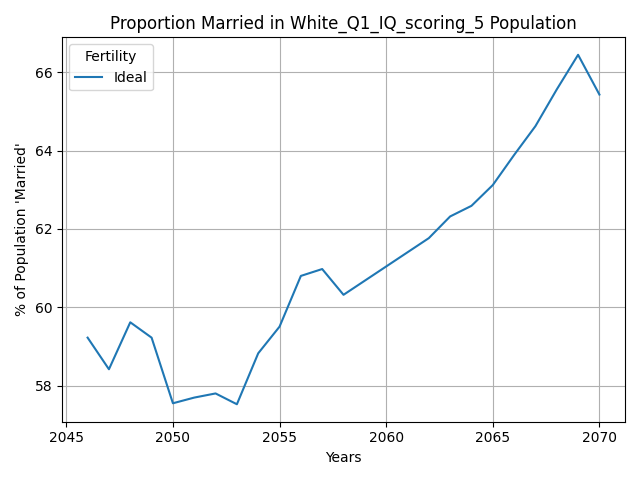 Proportion Married in White_Q1_IQ_scoring_5 Population
Fertility
Ideal
% of Population 'Married'
66
64
62
60
58
2045 2050 2055 2060 2065 2070
Years